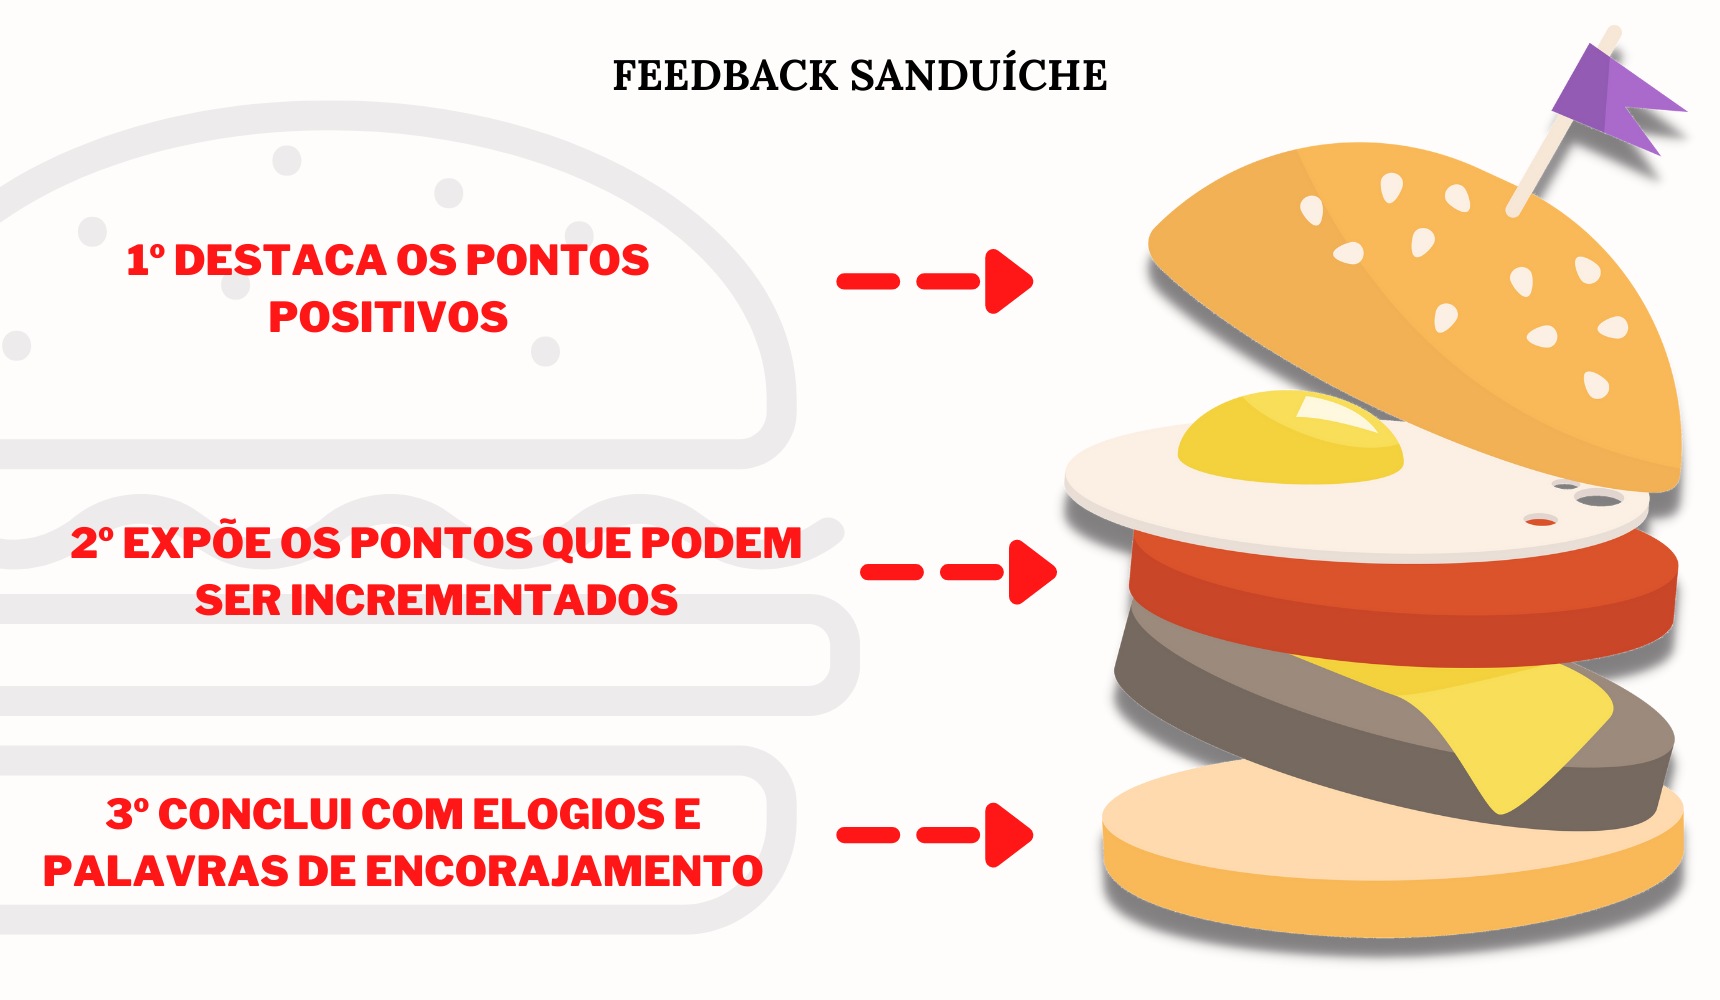 FEEDBACK SANDUÍCHE
1º DESTACA OS PONTOS
POSITIVOS
2º EXPÕE OS PONTOS QUE PODEM
SER INCREMENTADOS
3º CONCLUI COM ELOGIOS E
PALAVRAS DE ENCORAJAMENTO